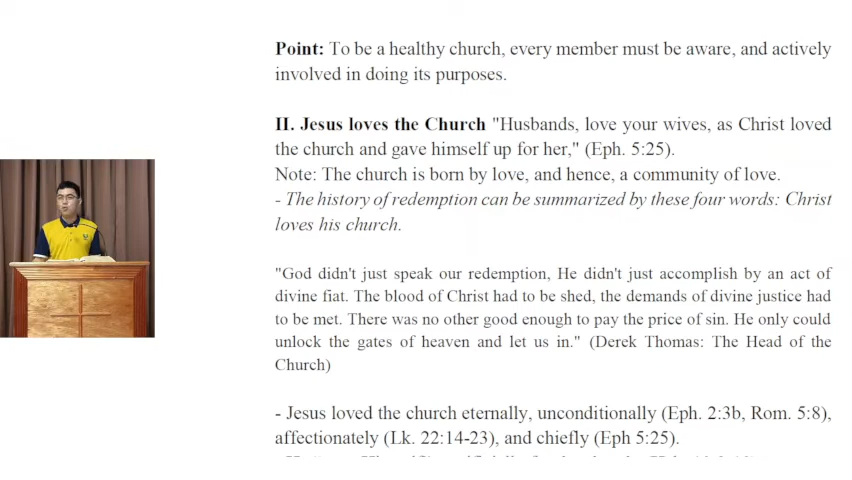 Point: To be a healthy church, every member must be aware, and actively
involved in doing its purposes.
II. Jesus loves the Church "Husbands, love your wives, as Christ loved
the church and gave himself up for her," (Eph. 5:25).
Note: The church is born by love, and hence, a community of love.
- The history of redemption can be summarized by these four words: Christ
loves his church.
"God didn't just speak our redemption, He didn't just accomplish by an act of
divine fiat. The blood of Christ had to be shed, the demands of divine justice had
to be met. There was no other good enough to pay the price of sin. He only could
unlock the gates of heaven and let us in." (Derek Thomas: The Head of the
Church)
- Jesus loved the church eternally, unconditionally (Eph. 2:3b, Rom. 5:8),
affectionately (Lk. 22:14-23), and chiefly (Eph 5:25).